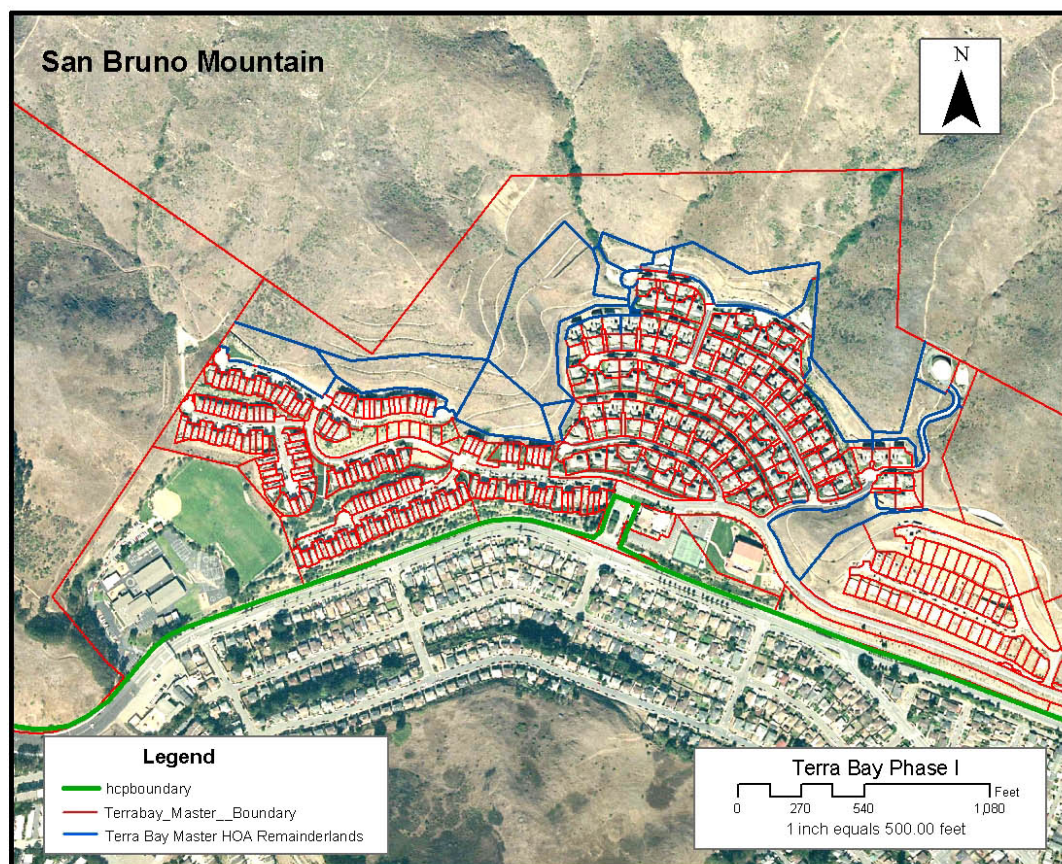 San Bruno Mountain
N
Legend
hcpboundary
Terrabay_Master__Boundary
Terra Bay Master HOA Remainderlands
Terra Bay Phase I
Feet
0 270 540 1,080
1 inch equals 500.00 feet